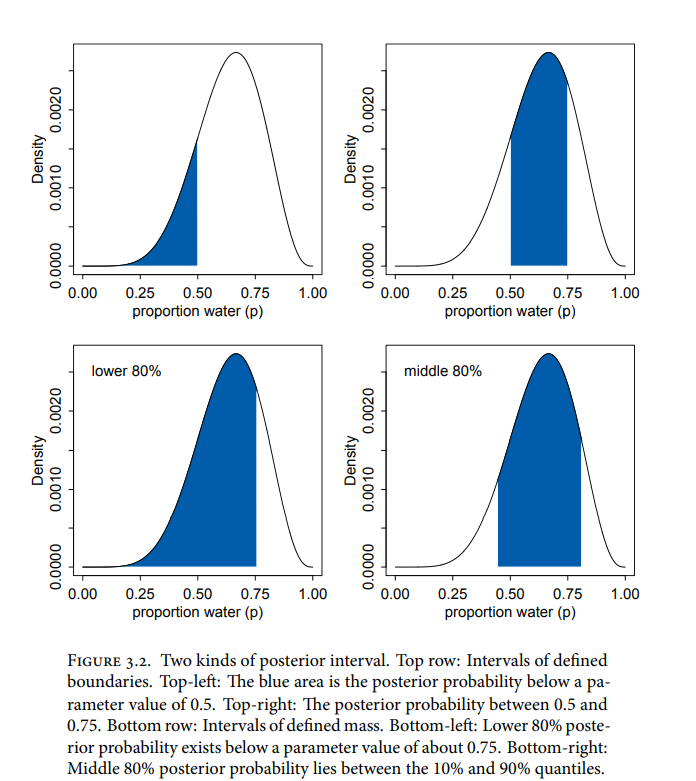 Density
0.0000 0.0010 0.0020
0.00 0.25 0.50 0.75 1.00
proportion water (p)
Density
0.0000 0.0010 0.0020
0.00 0.25 0.50 0.75 1.00
proportion water (p)
lower 80%
Density
0.0000 0.0010 0.0020
0.00 0.25 0.50 0.75 1.00
proportion water (p)
middle 80%
Density
0.0000 0.0010 0.0020
0.00 0.25 0.50 0.75 1.00
proportion water (p)
FIGURE 3.2. Two kinds of posterior interval. Top row: Intervals of defined
boundaries. Top-left: The blue area is the posterior probability below a pa-
rameter value of 0.5. Top-right: The posterior probability between 0.5 and
0.75. Bottom row: Intervals of defined mass. Bottom-left: Lower 80% poste-
rior probability exists below a parameter value of about 0.75. Bottom-right:
Middle 80% posterior probability lies between the 10% and 90% quantiles.